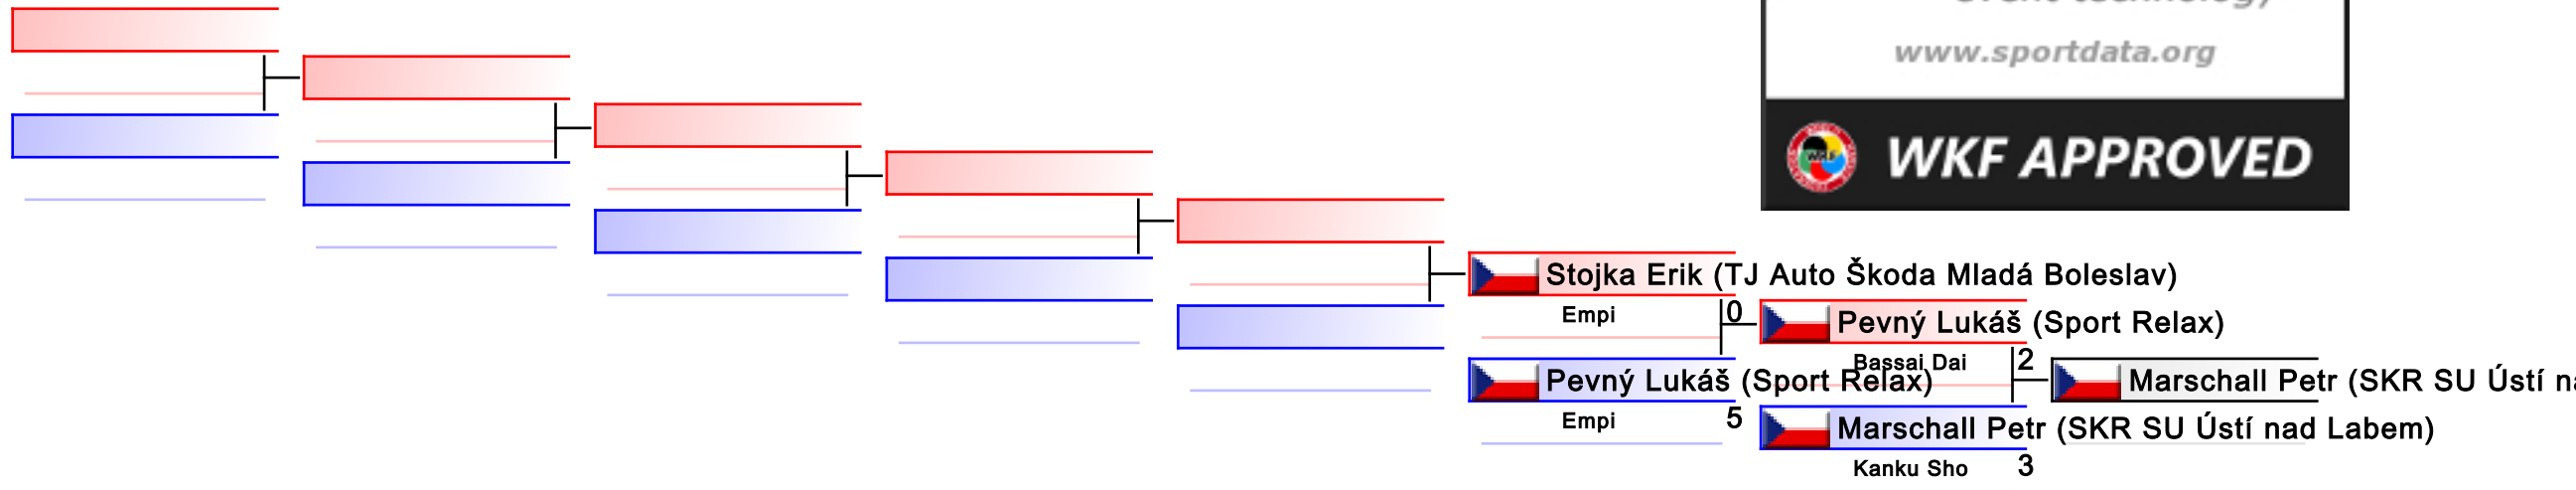 www.sportdata.org
WKF APPROVED
Stojka Erik (TJ Auto Škoda Mladá Boleslav)
Empi
0
Pevný Lukáš (Sport Relax)
Bassai Dai
2
Pevný Lukáš (Sport Relax)
Marschall Petr (SKR SU Ústí
Empi
5
Marschall Petr (SKR SU Ústí nad Labem)
Kanku Sho
3